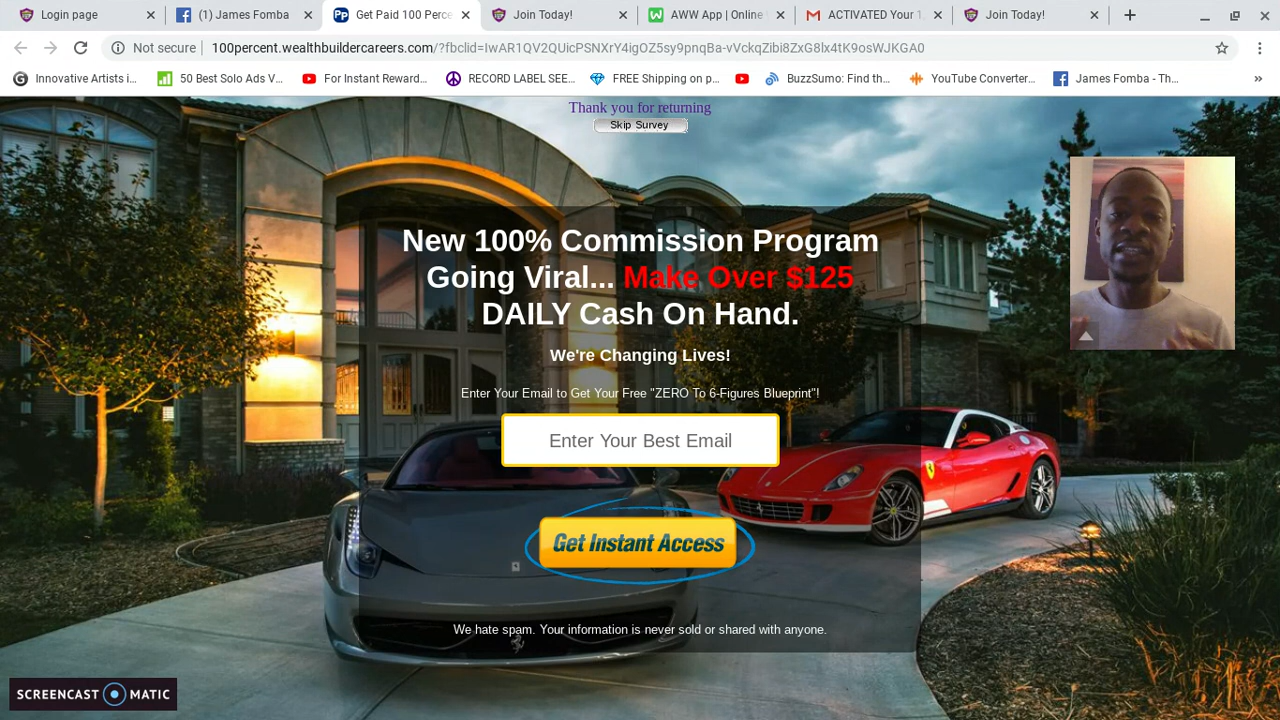 Login page
(1) James Fomba
Get Paid 100 Perce
Join Today!
AWW App | Online
ACTIVATED Your 1
Join Today!
Not secure
100percent.wealthbuildercareers.com/?fbclid=IwAR1QV2QUicPSNXrY4igOZ5sy9pnqBa-vVckqZibi8ZxG8lx4tK9osWJKGA0
Innovative Artists i...
50 Best Solo Ads V...
For Instant Reward...
RECORD LABEL SEE...
FREE Shipping on p...
BuzzSumo: Find th...
YouTube Converter...
James Fomba - Th...
»
Thank you for returning
Skip Survey
New 100% Commission Program
Going Viral... Make Over $125
DAILY Cash On Hand.
We're Changing Lives!
Enter Your Email to Get Your Free "ZERO To 6-Figures Blueprint"!
Enter Your Best Email
Get Instant Access
We hate spam. Your information is never sold or shared with anyone.
SCREENCAST MATIC